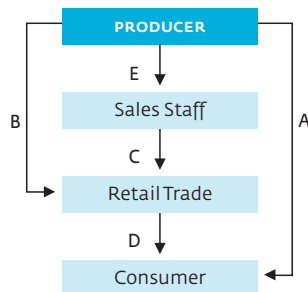 PRODUCER
E
Sales Staff
B
A
C
Retail Trade
D
Consumer